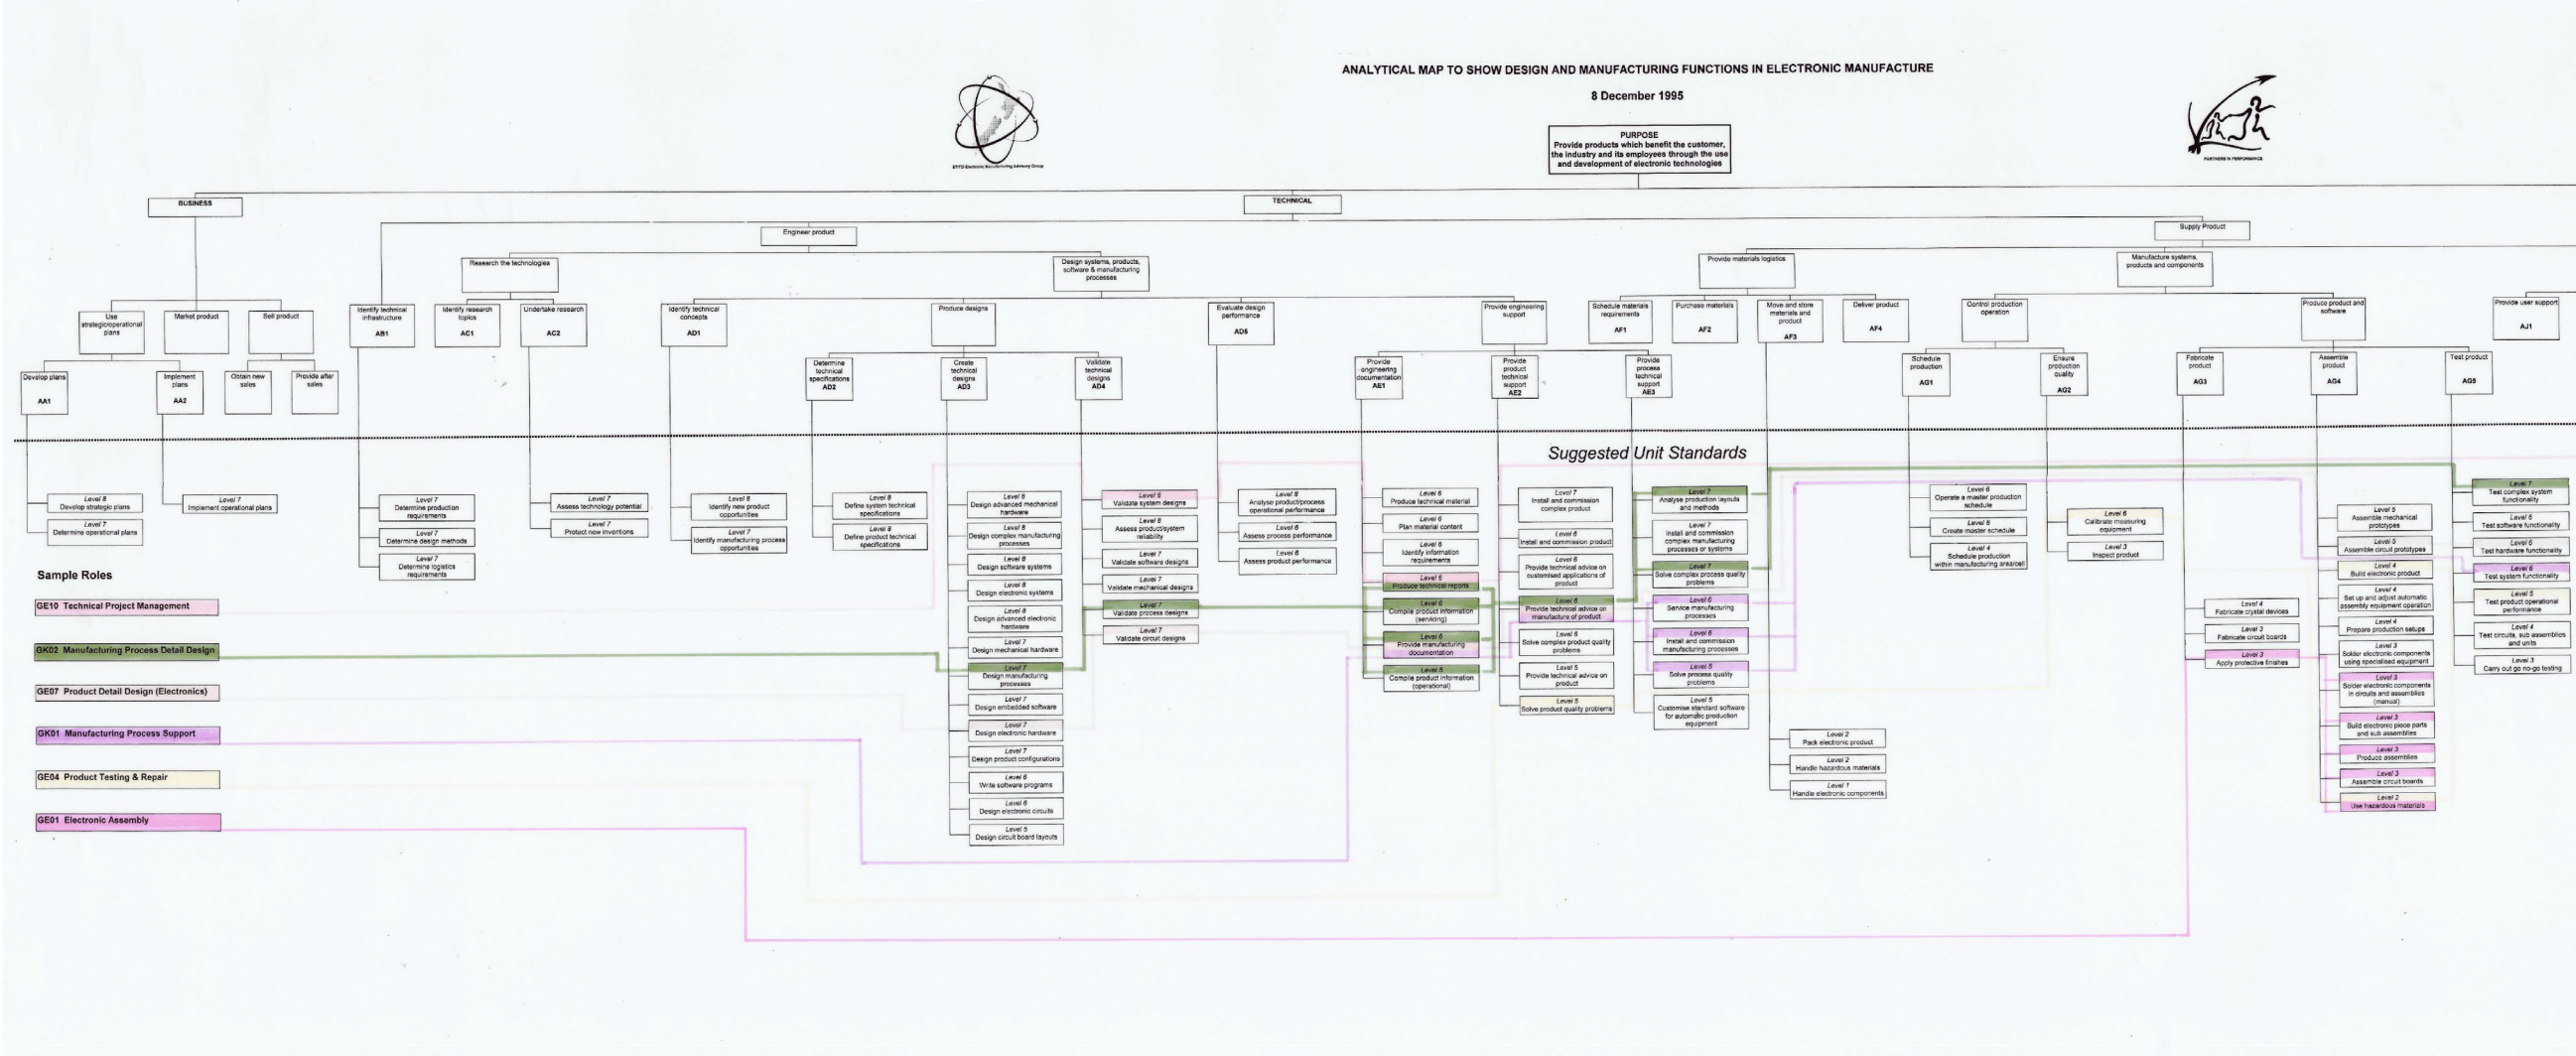 ANALYTICAL MAP TO SHOW DESIGN AND MANUFACTURING FUNCTIONS IN ELECTRONIC MANUFACTURE
8 December 1995
PURPOSE
Provide products which benefit the customer,
the industry and its employees through the use
and development of electronic technologies
ETITO Electronic Manufacturing Advisory Group
PARTNERS IN PERFORMANCE
BUSINESS
TECHNICAL
Engineer product
Supply Product
Research the technologies
Design systems, products,
software & manufacturing
processes
Provide materials logistics
Manufacture systems,
products and components
Use
strategic/operational
plans
Market product
Sell product
Identify technical
infrastructure
AB1
Identify research
topics
AC1
Undertake research
AC2
Identify technical
concepts
AD1
Produce designs
Evaluate design
performance
AD5
Provide engineering
support
Schedule materials
requirements
AF1
Purchase materials
AF2
Move and store
materials and
product
AF3
Deliver product
AF4
Control production
operation
Produce product and
software
Provide user support
AJ1
Develop plans
AA1
Implement
plans
AA2
Obtain new
sales
Provide after
sales
Determine
technical
specifications
AD2
Create
technical
designs
AD3
Validate
technical
designs
AD4
Provide
engineering
documentation
AE1
Provide
product
technical
support
AE2
Provide
process
technical
support
AE3
Schedule
production
AG1
Ensure
production
quality
AG2
Fabricate
product
AG3
Assemble
product
AG4
Test product
AG5
Suggested Unit Standards
Level 8
Develop strategic plans
Level 7
Determine operational plans
Level 7
Implement operational plans
Level 7
Determine production
requirements
Level 7
Determine design methods
Level 7
Determine logistics
requirements
Level 7
Assess technology potential
Level 7
Protect new inventions
Level 8
Identify new product
opportunities
Level 7
Identify manufacturing process
opportunities
Level 8
Define system technical
specifications
Level 8
Define product technical
specifications
Level 8
Design advanced mechanical
hardware
Level 8
Design complex manufacturing
processes
Level 8
Design software systems
Level 8
Design electronic systems
Level 8
Design advanced electronic
hardware
Level 7
Design mechanical hardware
Level 7
Design manufacturing
processes
Level 7
Design embedded software
Level 7
Design electronic hardware
Level 7
Design product configurations
Level 6
Write software programs
Level 6
Design electronic circuits
Level 5
Design circuit board layouts
Level 8
Validate system designs
Level 8
Assess product/system
reliability
Level 7
Validate software designs
Level 7
Validate mechanical designs
Level 7
Validate process designs
Level 7
Validate circuit designs
Level 8
Analyse product/process
operational performance
Level 6
Assess process performance
Level 6
Assess product performance
Level 6
Produce technical material
Level 6
Plan material content
Level 6
Identify information
requirements
Level 6
Produce technical reports
Level 6
Compile product information
(servicing)
Level 6
Provide manufacturing
documentation
Level 5
Compile product information
(operational)
Level 7
Install and commission
complex product
Level 6
Install and commission product
Level 6
Provide technical advice on
customised applications of
product
Level 6
Provide technical advice on
manufacture of product
Level 6
Solve complex product quality
problems
Level 5
Provide technical advice on
product
Level 5
Solve product quality problems
Level 7
Analyse production layouts
and methods
Level 7
Install and commission
complex manufacturing
processes or systems
Level 7
Solve complex process quality
problems
Level 6
Service manufacturing
processes
Level 6
Install and commission
manufacturing processes
Level 5
Solve process quality
problems
Level 5
Customise standard software
for automatic production
equipment
Level 2
Pack electronic product
Level 2
Handle hazardous materials
Level 1
Handle electronic components
Level 6
Operate a master production
schedule
Level 6
Create master schedule
Level 4
Schedule production
within manufacturing area/cell
Level 6
Calibrate measuring
equipment
Level 3
Inspect product
Level 4
Fabricate crystal devices
Level 3
Fabricate circuit boards
Level 3
Apply protective finishes
Level 5
Assemble mechanical
prototypes
Level 5
Assemble circuit prototypes
Level 4
Build electronic product
Level 4
Set up and adjust automatic
assembly equipment operation
Level 4
Prepare production setups
Level 3
Solder electronic components
using specialised equipment
Level 3
Solder electronic components
in circuits and assemblies
(manual)
Level 3
Build electronic piece parts
and sub assemblies
Level 3
Produce assemblies
Level 3
Assemble circuit boards
Level 2
Use hazardous materials
Level 7
Test complex system
functionality
Level 6
Test software functionality
Level 6
Test hardware functionality
Level 6
Test system functionality
Level 5
Test product operational
performance
Level 4
Test circuits, sub assemblies
and units
Level 3
Carry out go no-go testing
Sample Roles
GE10 Technical Project Management
GK02 Manufacturing Process Detail Design
GE07 Product Detail Design (Electronics)
GK01 Manufacturing Process Support
GE04 Product Testing & Repair
GE01 Electronic Assembly